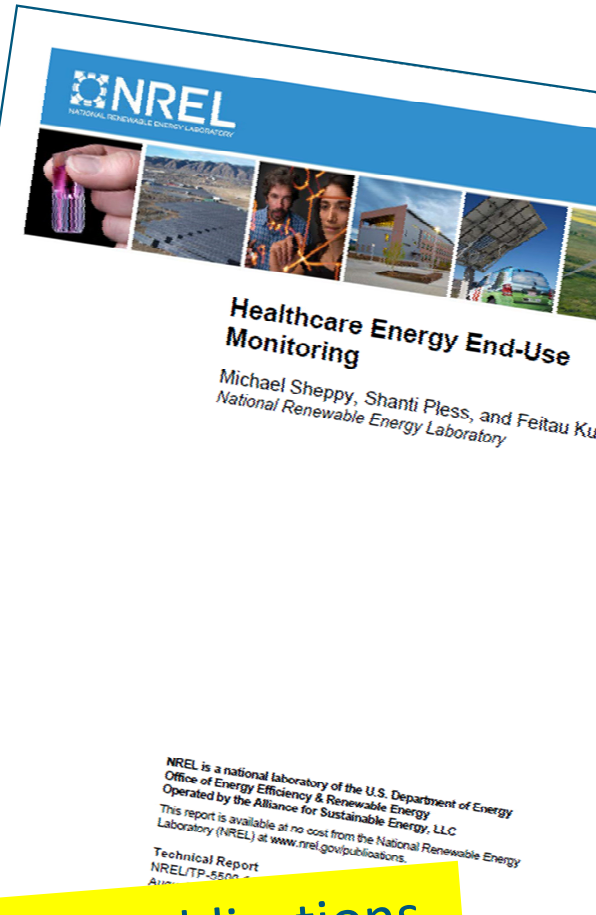 NREL
NATIONAL RENEWABLE ENERGY LABORATORY
Healthcare Energy End-Use
Monitoring
Michael Sheppy, Shanti Pless, and Feitau
National Renewable Energy Laboratory
NREL is a national laboratory of the U.S. Department of Energy
Office of Energy Efficiency & Renewable Energy
Operated by the Alliance for Sustainable Energy, LLC
This report is available at no cost from the National Renewable Energy
Laboratory (NREL) at www.nrel.gov/publications.
Technical Report
NREL/TP-5500